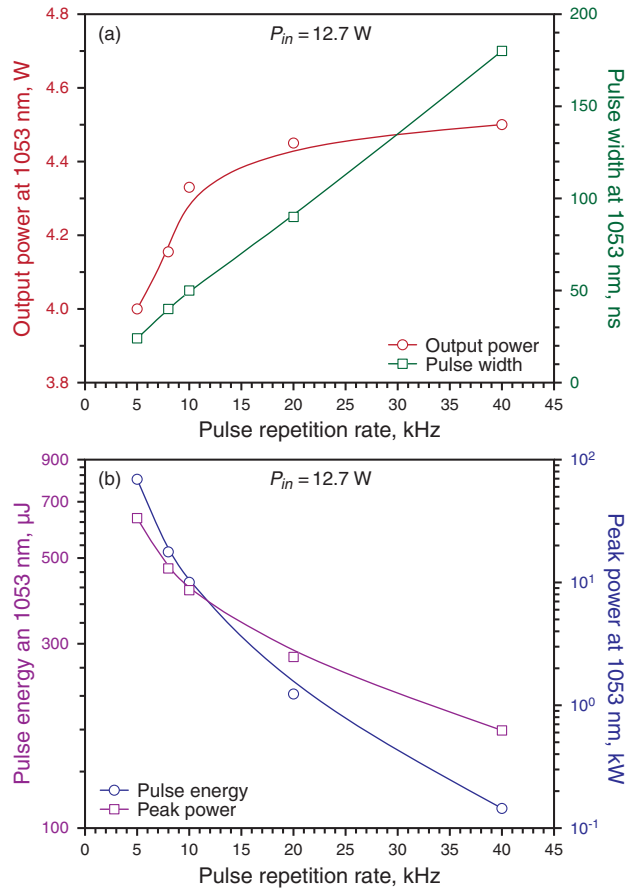 4.8
4.6
4.4
4.2
4.0
3.8
Output power at 1053 nm, W
(a)
P_in = 12.7 W
200
150
100
50
0
Pulse width at 1053 nm, ns
Output power
Pulse width
0 5 10 15 20 25 30 35 40 45
Pulse repetition rate, kHz
900
700
500
300
100
Pulse energy an 1053 nm, µJ
(b)
P_in = 12.7 W
10^2
10^1
10^0
10^-1
Peak power at 1053 nm, kW
Pulse energy
Peak power
0 5 10 15 20 25 30 35 40 45
Pulse repetition rate, kHz